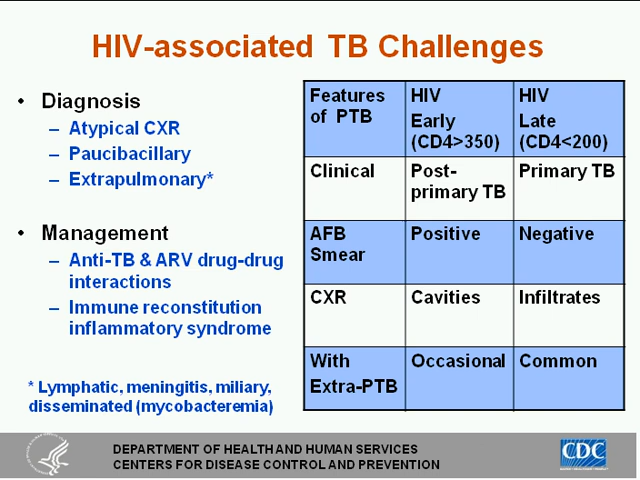 HIV-associated TB Challenges
• Diagnosis
– Atypical CXR
– Paucibacillary
– Extrapulmonary*
• Management
– Anti-TB & ARV drug-drug
interactions
– Immune reconstitution
inflammatory syndrome
* Lymphatic, meningitis, miliary,
disseminated (mycobacteremia)
Features
of PTB
HIV
Early
(CD4>350)
HIV
Late
(CD4<200)
Clinical
Post-
primary TB
Primary TB
AFB
Smear
Positive
Negative
CXR
Cavities
Infiltrates
With
Extra-PTB
Occasional
Common
DEPARTMENT OF HEALTH AND HUMAN SERVICES
CENTERS FOR DISEASE CONTROL AND PREVENTION
CDC